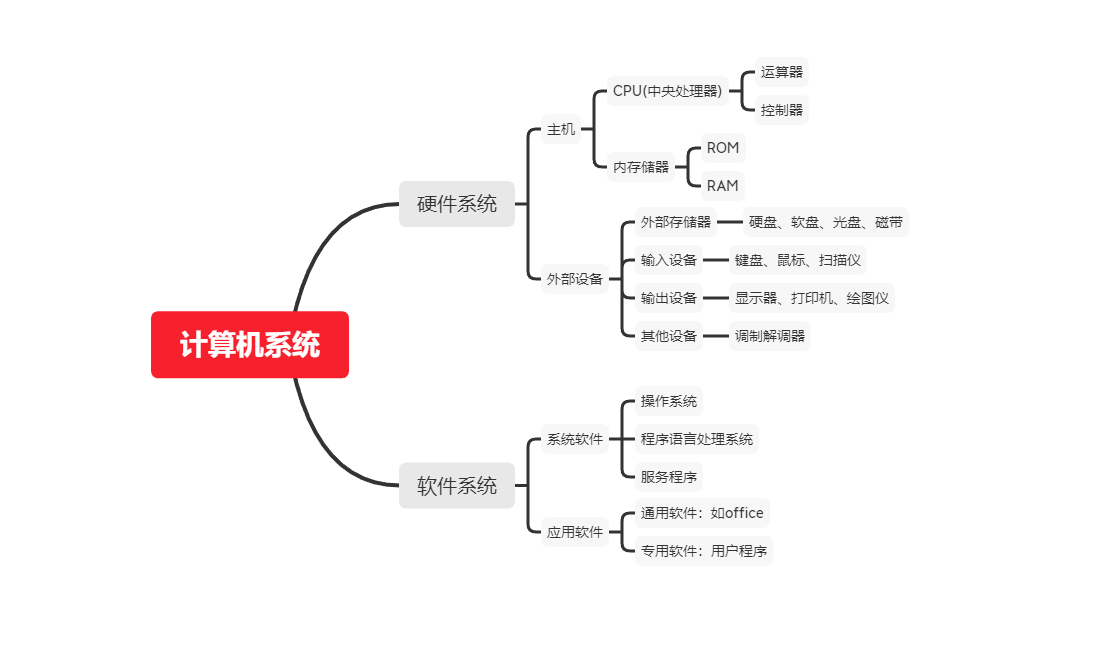 计算机系统
硬件系统
主机
CPU(中央处理器)
运算器
控制器
内存储器
ROM
RAM
外部设备
外部存储器
硬盘、软盘、光盘、磁带
输入设备
键盘、鼠标、扫描仪
输出设备
显示器、打印机、绘图仪
其他设备
调制解调器
软件系统
系统软件
操作系统
程序语言处理系统
服务程序
应用软件
通用软件：如office
专用软件：用户程序